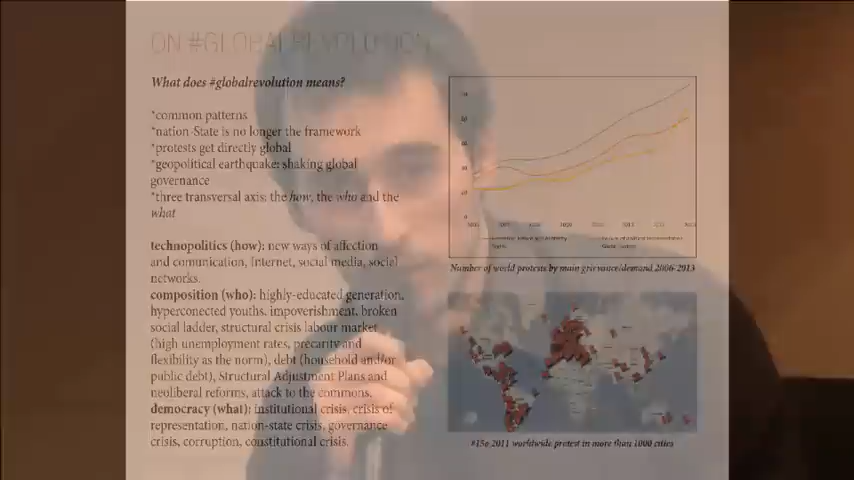 ON #GLOBALREVOLUTION
What does #globalrevolution means?
*common patterns
*nation-State is no longer the framework
*protests get directly global
*geopolitical earthquake: shaking global
governance
*three transversal axis: the how, the who and the
what
technopolitics (how): new ways of affection
and comunication, Internet, social media, social
networks.
composition (who): highly-educated generation,
hyperconected youths, impoverishment, broken
social ladder, structural crisis labour market
(high unemployment rates, precarity and
flexibility as the norm), debt (household and/or
public debt), Structural Adjustment Plans and
neoliberal reforms, attack to the commons.
democracy (what): institutional crisis, crisis of
representation, nation-state crisis, governance
crisis, corruption, constitutional crisis.
Number of world protests by main grievance/demand 2006-2013
#15o 2011 worldwide protest in more than 1000 cities